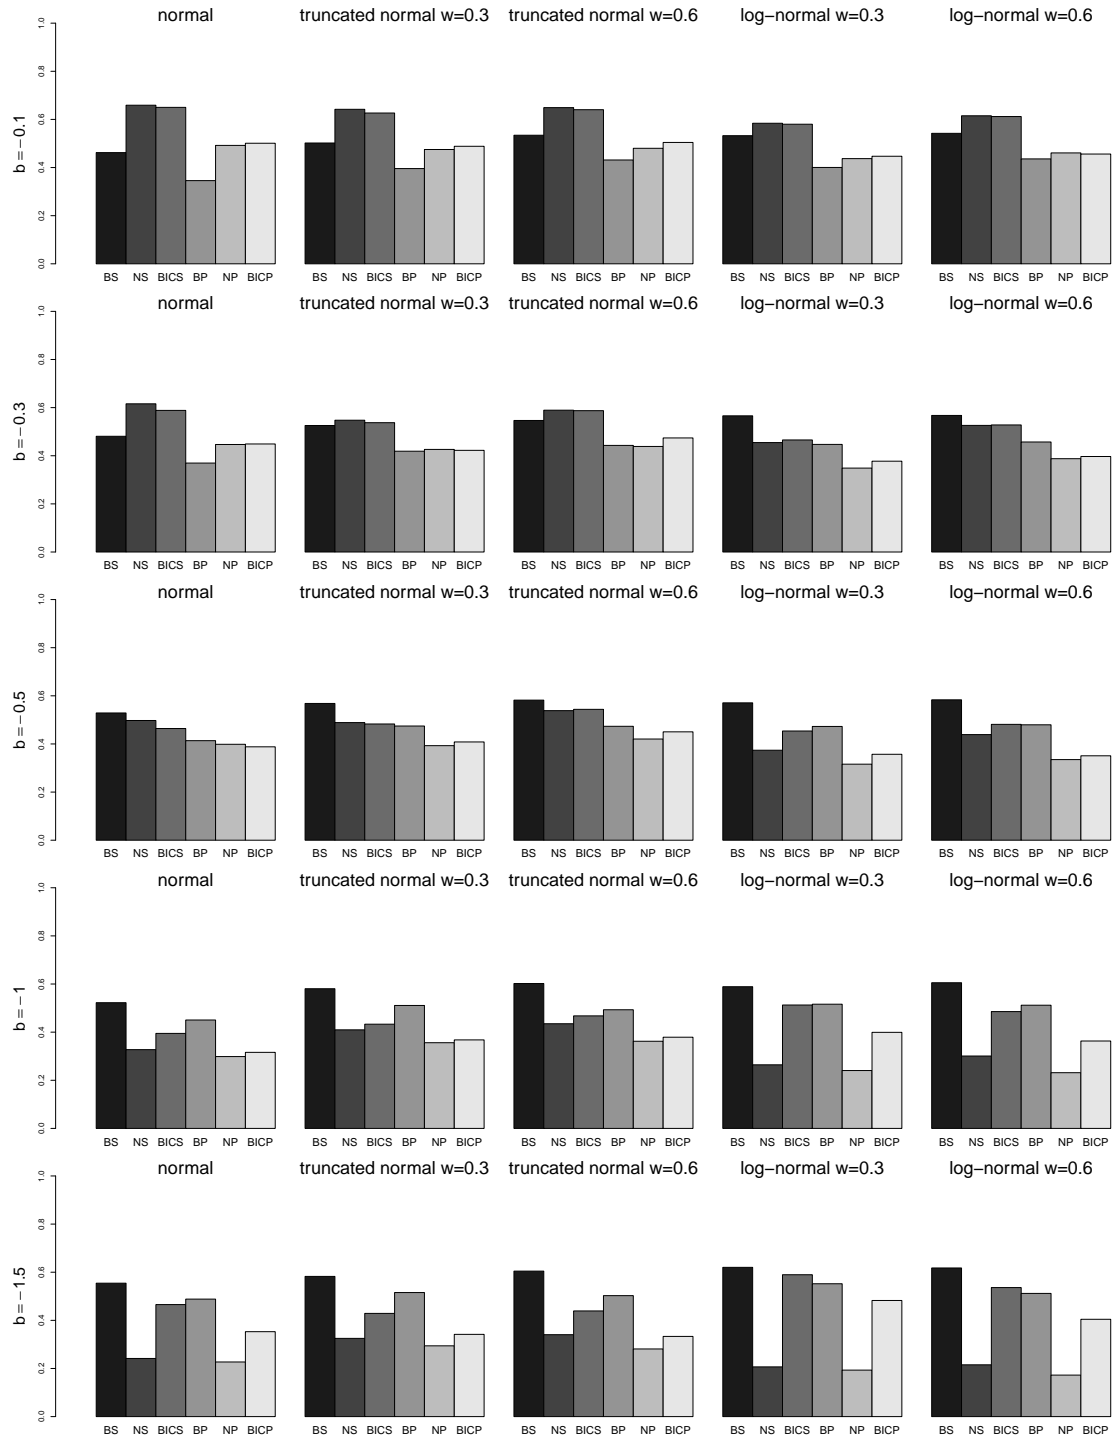 normal truncated normal w=0.3 truncated normal w=0.6 log−normal w=0.3 log−normal w=0.6
b=−0.1
0.0 0.2 0.4 0.6 0.8 1.0
BS NS BICS BP NP BICP BS NS BICS BP NP BICP BS NS BICS BP NP BICP BS NS BICS BP NP BICP BS NS BICS BP NP BICP
normal truncated normal w=0.3 truncated normal w=0.6 log−normal w=0.3 log−normal w=0.6
b=−0.3
0.0 0.2 0.4 0.6 0.8 1.0
BS NS BICS BP NP BICP BS NS BICS BP NP BICP BS NS BICS BP NP BICP BS NS BICS BP NP BICP BS NS BICS BP NP BICP
normal truncated normal w=0.3 truncated normal w=0.6 log−normal w=0.3 log−normal w=0.6
b=−0.5
0.0 0.2 0.4 0.6 0.8 1.0
BS NS BICS BP NP BICP BS NS BICS BP NP BICP BS NS BICS BP NP BICP BS NS BICS BP NP BICP BS NS BICS BP NP BICP
normal truncated normal w=0.3 truncated normal w=0.6 log−normal w=0.3 log−normal w=0.6
b=−1
0.0 0.2 0.4 0.6 0.8 1.0
BS NS BICS BP NP BICP BS NS BICS BP NP BICP BS NS BICS BP NP BICP BS NS BICS BP NP BICP BS NS BICS BP NP BICP
normal truncated normal w=0.3 truncated normal w=0.6 log−normal w=0.3 log−normal w=0.6
b=−1.5
0.0 0.2 0.4 0.6 0.8 1.0
BS NS BICS BP NP BICP BS NS BICS BP NP BICP BS NS BICS BP NP BICP BS NS BICS BP NP BICP BS NS BICS BP NP BICP